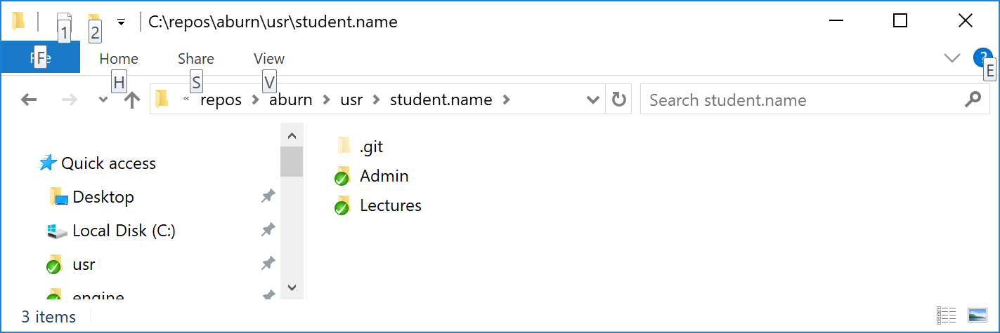 C:\repos\aburn\usr\student.name
1 2
F Home Share View ?
H S V E
« repos > aburn > usr > student.name > Search student.name
Quick access
Desktop
Local Disk (C:)
usr
engine
.git
Admin
Lectures
3 items